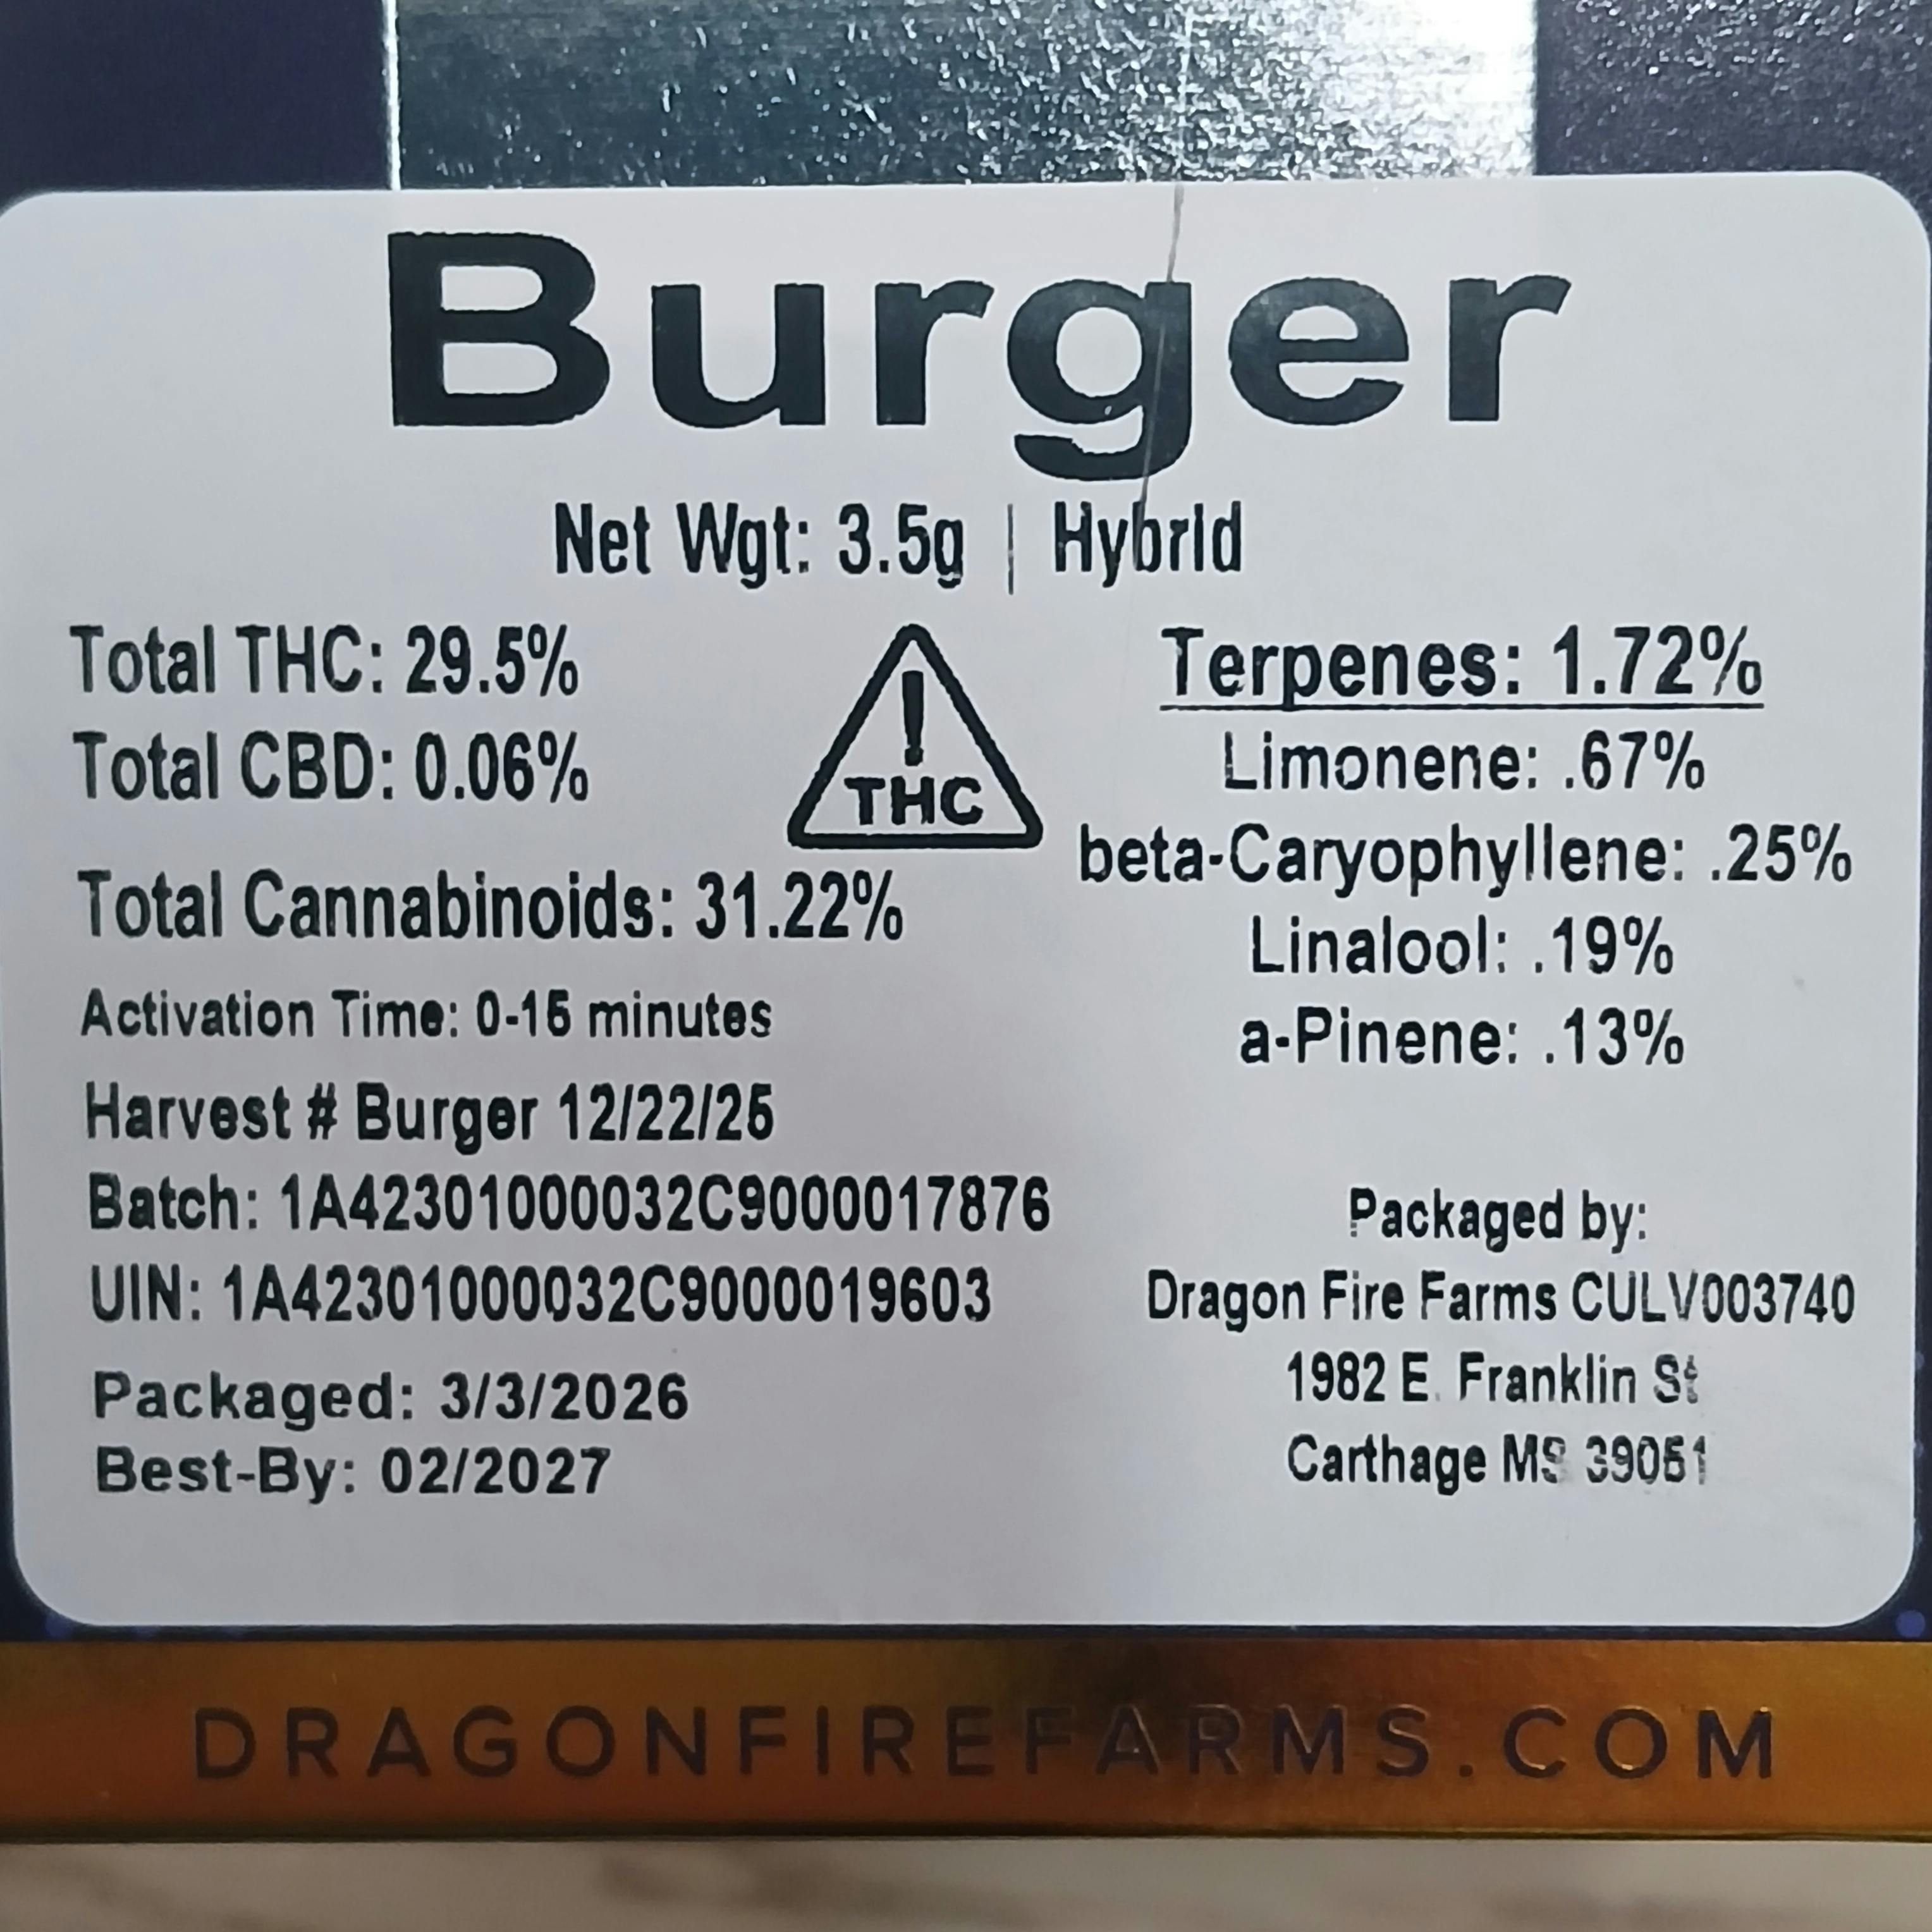 Burger
Net Wgt: 3.5g | Hybrid
Total THC: 29.5%
Total CBD: 0.06%
Total Cannabinoids: 31.22%
Activation Time: 0-15 minutes
Harvest # Burger 12/22/25
Batch: 1A42301000032C9000017876
UIN: 1A42301000032C9000019603
Packaged: 3/3/2026
Best-By: 02/2027
!
THC
Terpenes: 1.72%
Limonene: .67%
beta-Caryophyllene: .25%
Linalool: .19%
a-Pinene: .13%
Packaged by:
Dragon Fire Farms CULV003740
1982 E. Franklin St
Carthage MS 39051
DRAGONFIREFARMS.COM